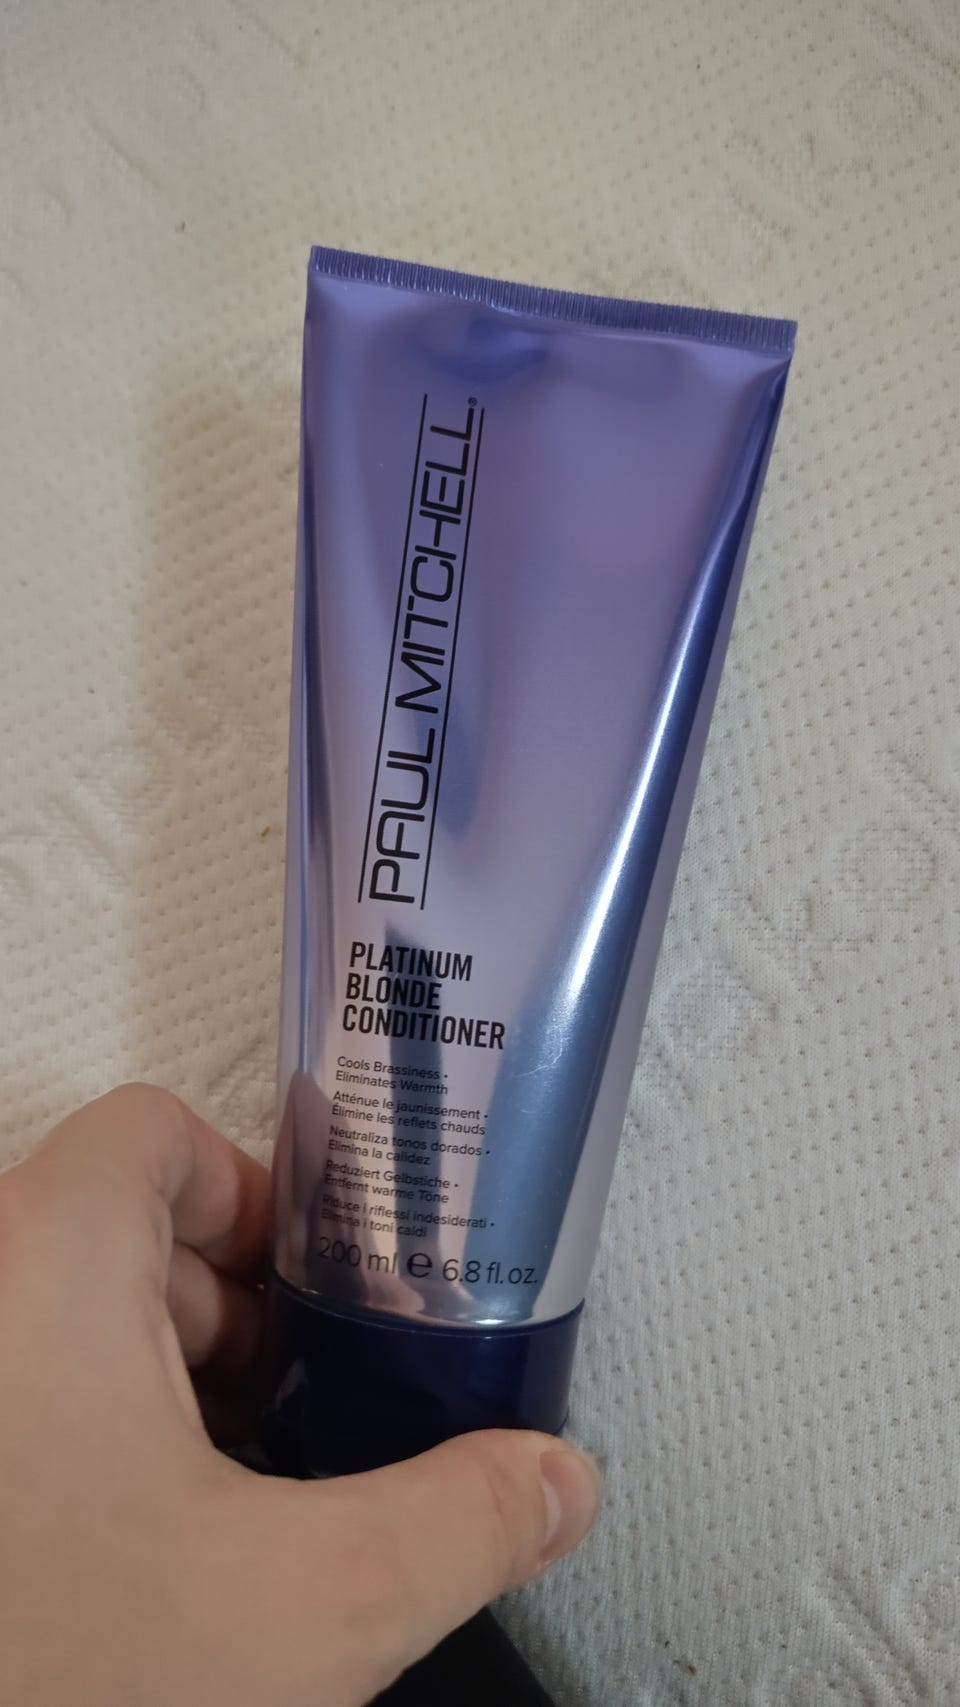 PAUL MITCHELL®
PLATINUM
BLONDE
CONDITIONER
Cools Brassiness •
Eliminates Warmth
Atténue le jaunissement •
Élimine les reflets chauds
Neutraliza tonos dorados •
Elimina la calidez
Reduziert Gelbstiche •
Entfernt warme Töne
Riduce i riflessi indesiderati •
Elimina i toni caldi
200 ml ℮ 6.8 fl. oz.